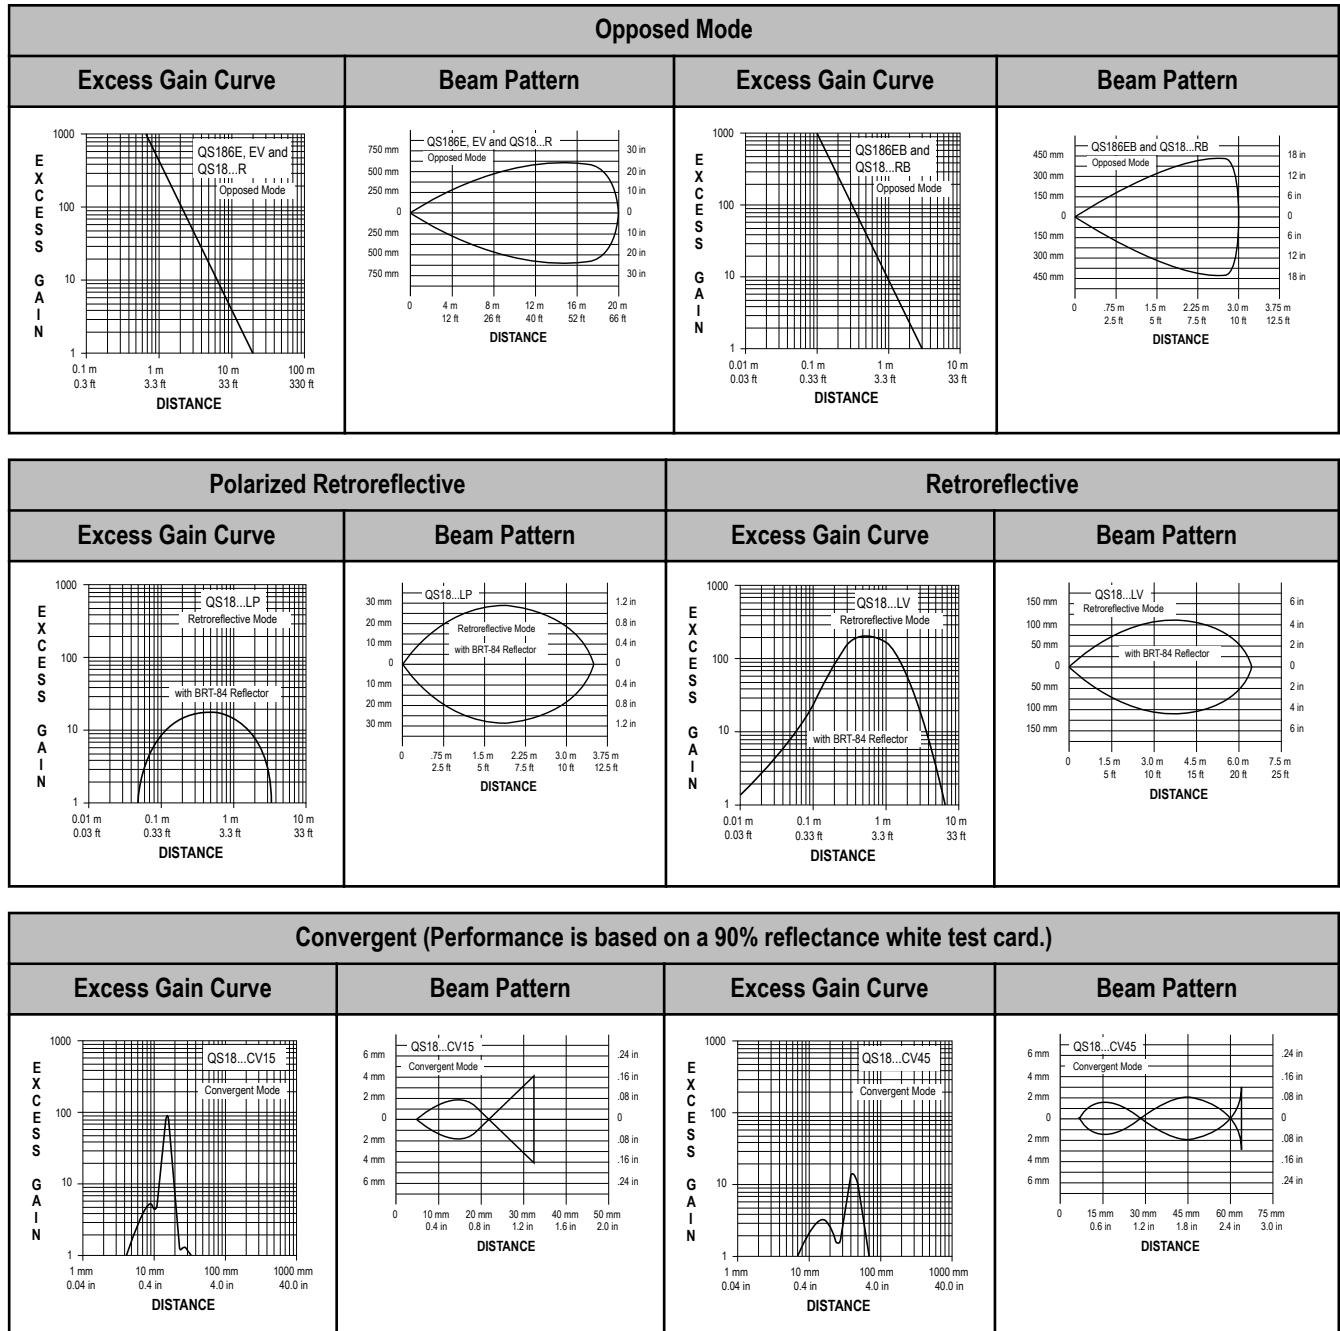 Opposed Mode
Excess Gain Curve
Beam Pattern
Excess Gain Curve
Beam Pattern
EXCESS GAIN
1000
100
10
1
QS186E, EV and
QS18...R
Opposed Mode
0.1 m 1 m 10 m 100 m
0.3 ft 3.3 ft 33 ft 330 ft
DISTANCE
QS186E, EV and QS18...R
Opposed Mode
750 mm 30 in
500 mm 20 in
250 mm 10 in
0 0
250 mm 10 in
500 mm 20 in
750 mm 30 in
0 4 m 8 m 12 m 16 m 20 m
12 ft 26 ft 40 ft 52 ft 66 ft
DISTANCE
EXCESS GAIN
1000
100
10
1
QS186EB and
QS18...RB
Opposed Mode
0.01 m 0.1 m 1 m 10 m
0.03 ft 0.33 ft 3.3 ft 33 ft
DISTANCE
QS186EB and QS18...RB
Opposed Mode
450 mm 18 in
300 mm 12 in
150 mm 6 in
0 0
150 mm 6 in
300 mm 12 in
450 mm 18 in
0 .75 m 1.5 m 2.25 m 3.0 m 3.75 m
2.5 ft 5 ft 7.5 ft 10 ft 12.5 ft
DISTANCE
Polarized Retroreflective
Retroreflective
Excess Gain Curve
Beam Pattern
Excess Gain Curve
Beam Pattern
EXCESS GAIN
1000
100
10
1
QS18...LP
Retroreflective Mode
with BRT-84 Reflector
0.01 m 0.1 m 1 m 10 m
0.03 ft 0.33 ft 3.3 ft 33 ft
DISTANCE
QS18...LP
Retroreflective Mode
with BRT-84 Reflector
30 mm 1.2 in
20 mm 0.8 in
10 mm 0.4 in
0 0
10 mm 0.4 in
20 mm 0.8 in
30 mm 1.2 in
0 .75 m 1.5 m 2.25 m 3.0 m 3.75 m
2.5 ft 5 ft 7.5 ft 10 ft 12.5 ft
DISTANCE
EXCESS GAIN
1000
100
10
1
QS18...LV
Retroreflective Mode
with BRT-84 Reflector
0.01 m 0.1 m 1 m 10 m
0.03 ft 0.33 ft 3.3 ft 33 ft
DISTANCE
QS18...LV
Retroreflective Mode
with BRT-84 Reflector
150 mm 6 in
100 mm 4 in
50 mm 2 in
0 0
50 mm 2 in
100 mm 4 in
150 mm 6 in
0 1.5 m 3.0 m 4.5 m 6.0 m 7.5 m
5 ft 10 ft 15 ft 20 ft 25 ft
DISTANCE
Convergent (Performance is based on a 90% reflectance white test card.)
Excess Gain Curve
Beam Pattern
Excess Gain Curve
Beam Pattern
EXCESS GAIN
1000
100
10
1
QS18...CV15
Convergent Mode
1 mm 10 mm 100 mm 1000 mm
0.04 in 0.4 in 4.0 in 40.0 in
DISTANCE
QS18...CV15
Convergent Mode
6 mm .24 in
4 mm .16 in
2 mm .08 in
0 0
2 mm .08 in
4 mm .16 in
6 mm .24 in
0 10 mm 20 mm 30 mm 40 mm 50 mm
0.4 in 0.8 in 1.2 in 1.6 in 2.0 in
DISTANCE
EXCESS GAIN
1000
100
10
1
QS18...CV45
Convergent Mode
1 mm 10 mm 100 mm 1000 mm
0.04 in 0.4 in 4.0 in 40.0 in
DISTANCE
QS18...CV45
Convergent Mode
6 mm .24 in
4 mm .16 in
2 mm .08 in
0 0
2 mm .08 in
4 mm .16 in
6 mm .24 in
0 15 mm 30 mm 45 mm 60 mm 75 mm
0.6 in 1.2 in 1.8 in 2.4 in 3.0 in
DISTANCE